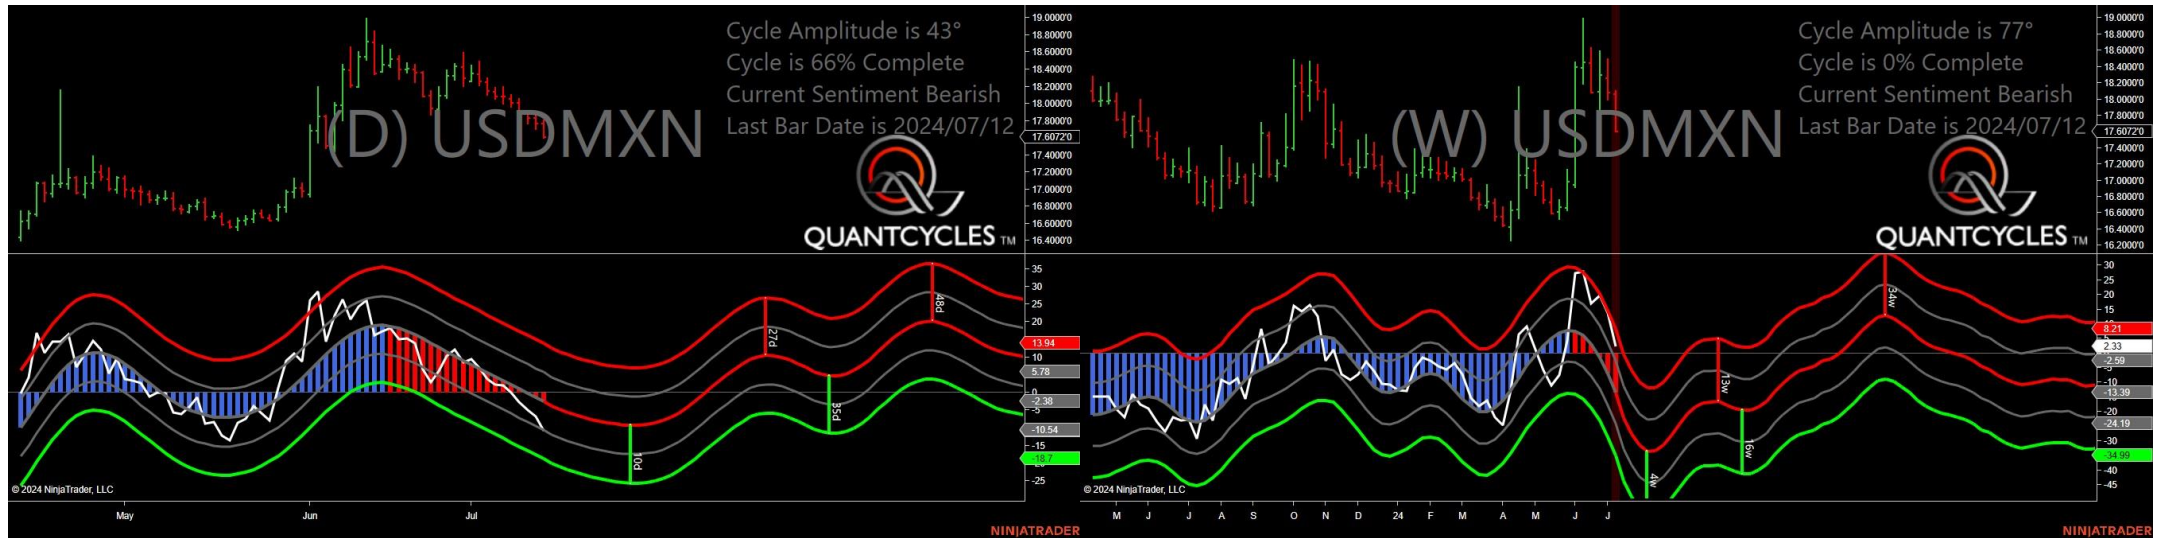 Cycle Amplitude is 43°
Cycle is 66% Complete
Current Sentiment Bearish
Last Bar Date is 2024/07/12
(D) USDMXN
QUANTCYCLES TM
19.0000'0
18.8000'0
18.6000'0
18.4000'0
18.2000'0
18.0000'0
17.6072'0
17.4000'0
17.2000'0
17.0000'0
16.8000'0
16.6000'0
16.4000'0
35
30
25
20
13.94
10
5.78
0
-2.38
-5
-10.54
-15
-18.7
-25
27d
48d
10d
35d
© 2024 NinjaTrader, LLC
May Jun Jul
NINJATRADER
Cycle Amplitude is 77°
Cycle is 0% Complete
Current Sentiment Bearish
Last Bar Date is 2024/07/12
(W) USDMXN
QUANTCYCLES TM
19.0000'0
18.8000'0
18.6000'0
18.4000'0
18.2000'0
18.0000'0
17.8000'0
17.6072'0
17.4000'0
17.2000'0
17.0000'0
16.8000'0
16.6000'0
16.4000'0
16.2000'0
30
25
20
15
8.21
2.33
-2.59
-5
-10
-13.39
-20
-24.19
-30
-34.99
-40
-45
34w
13w
16w
4w
© 2024 NinjaTrader, LLC
M J J A S O N D 24 F M A M J J
NINJATRADER